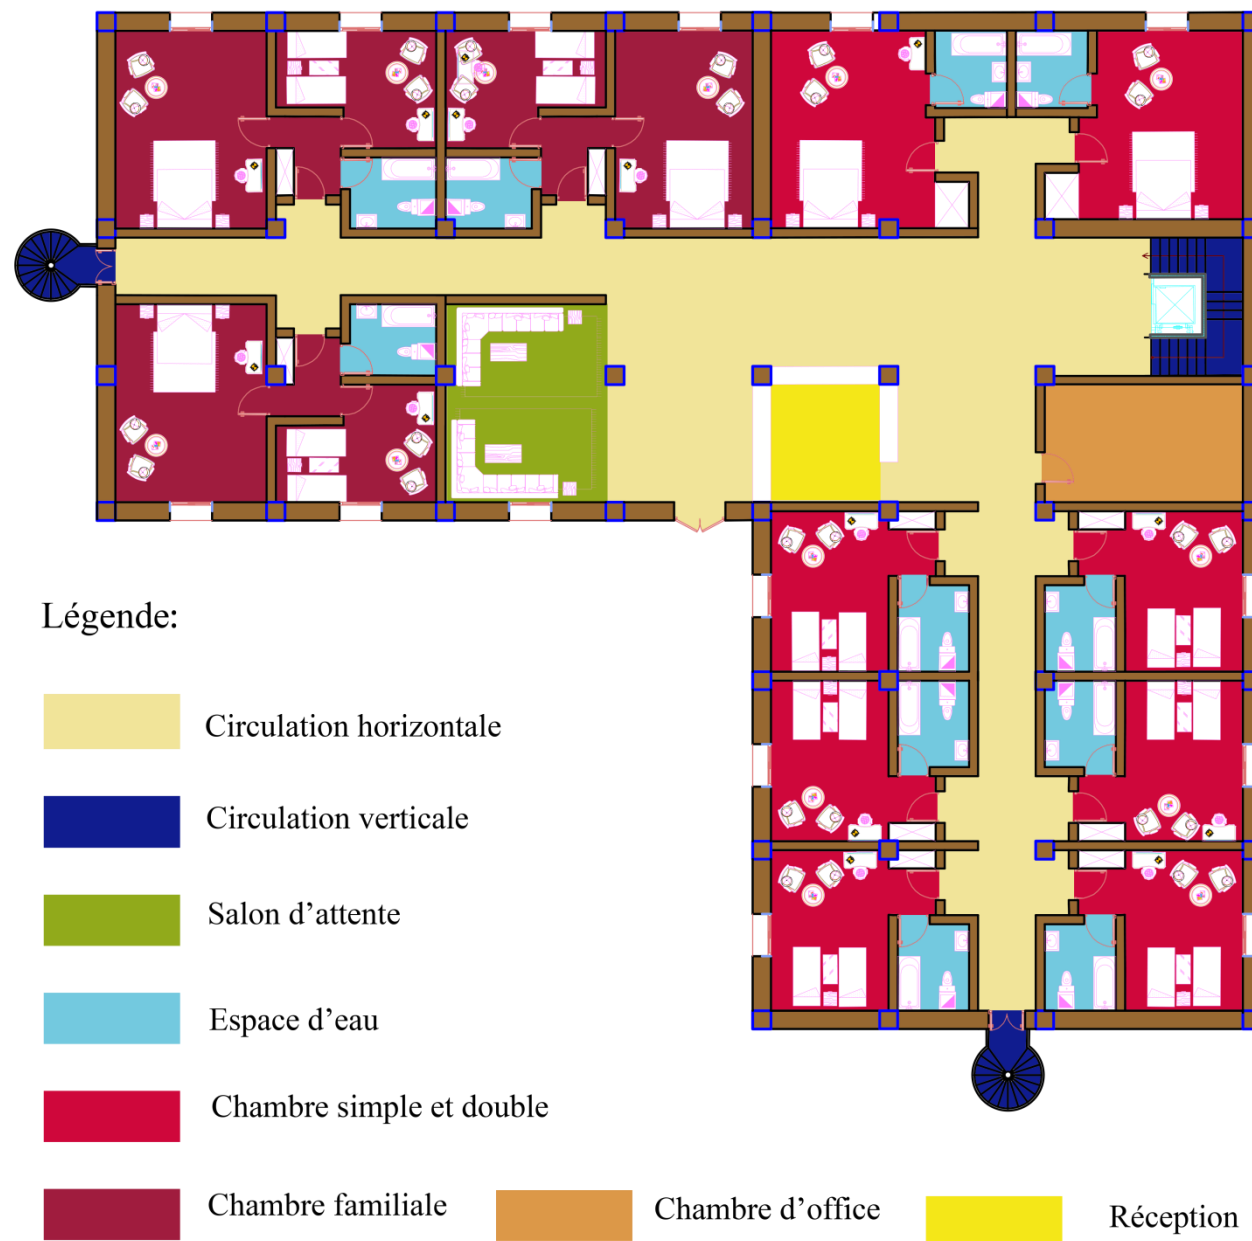 Légende:
Circulation horizontale
Circulation verticale
Salon d’attente
Espace d’eau
Chambre simple et double
Chambre familiale
Chambre d’office
Réception